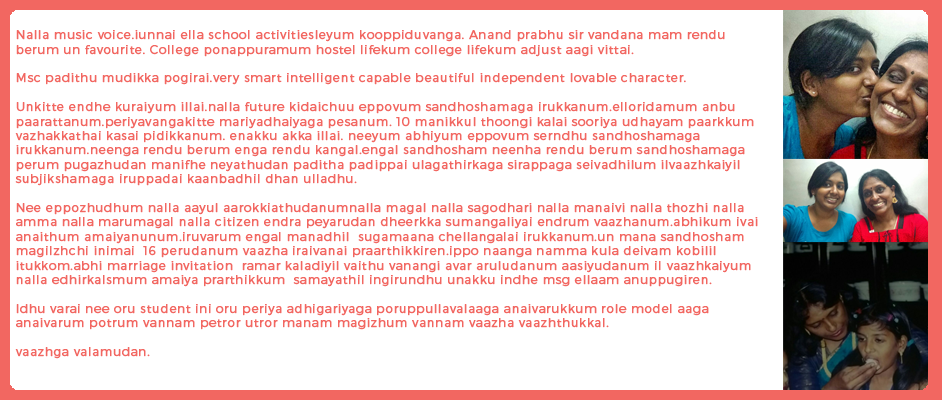 Nalla music voice.iunnai ella school activitiesleyum kooppiduvanga. Anand prabhu sir vandana mam rendu
berum un favourite. College ponappuramum hostel lifekum college lifekum adjust aagi vittai.
Msc padithu mudikka pogirai.very smart intelligent capable beautiful independent lovable character.
Unkitte endhe kuraiyum illai.nalla future kidaichuu eppovum sandhoshamaga irukkanum.elloridamum anbu
paarattanum.periyavangakitte mariyadhaiyaga pesanum. 10 manikkul thoongi kalai sooriya udhayam paarkkum
vazhakkathai kasai pidikkanum. enakku akka illai. neeyum abhiyum eppovum serndhu sandhoshamaga
irukkanum.neenga rendu berum enga rendu kangal.engal sandhosham neenha rendu berum sandhoshamaga
perum pugazhudan manifhe neyathudan paditha padippai ulagathirkaga sirappaga seivadhilum ilvaazhkaiyil
subjikshamaga iruppadai kaanbadhil dhan ulladhu.
Nee eppozhudhum nalla aayul aarokkiathudanumnalla magal nalla sagodhari nalla manaivi nalla thozhi nalla
amma nalla marumagal nalla citizen endra peyarudan dheerkka sumangaliyai endrum vaazhanum.abhikum ivai
anaithum amaiyanunum.iruvarum engal manadhil  sugamaana chellangalai irukkanum.un mana sandhosham
magilzhchi inimai  16 perudanum vaazha iraivanai praarthikkiren.ippo naanga namma kula deivam kobiiil
itukkom.abhi marriage invitation  ramar kaladiyil vaithu vanangi avar aruludanum aasiyudanum il vaazhkaiyum
nalla edhirkalsmum amaiya prarthikkum  samayathil ingirundhu unakku indhe msg ellaam anuppugiren.
Idhu varai nee oru student ini oru periya adhigariyaga poruppullavalaaga anaivarukkum role model aaga
anaivarum potrum vannam petror utror manam magizhum vannam vaazha vaazhthukkal.
vaazhga valamudan.